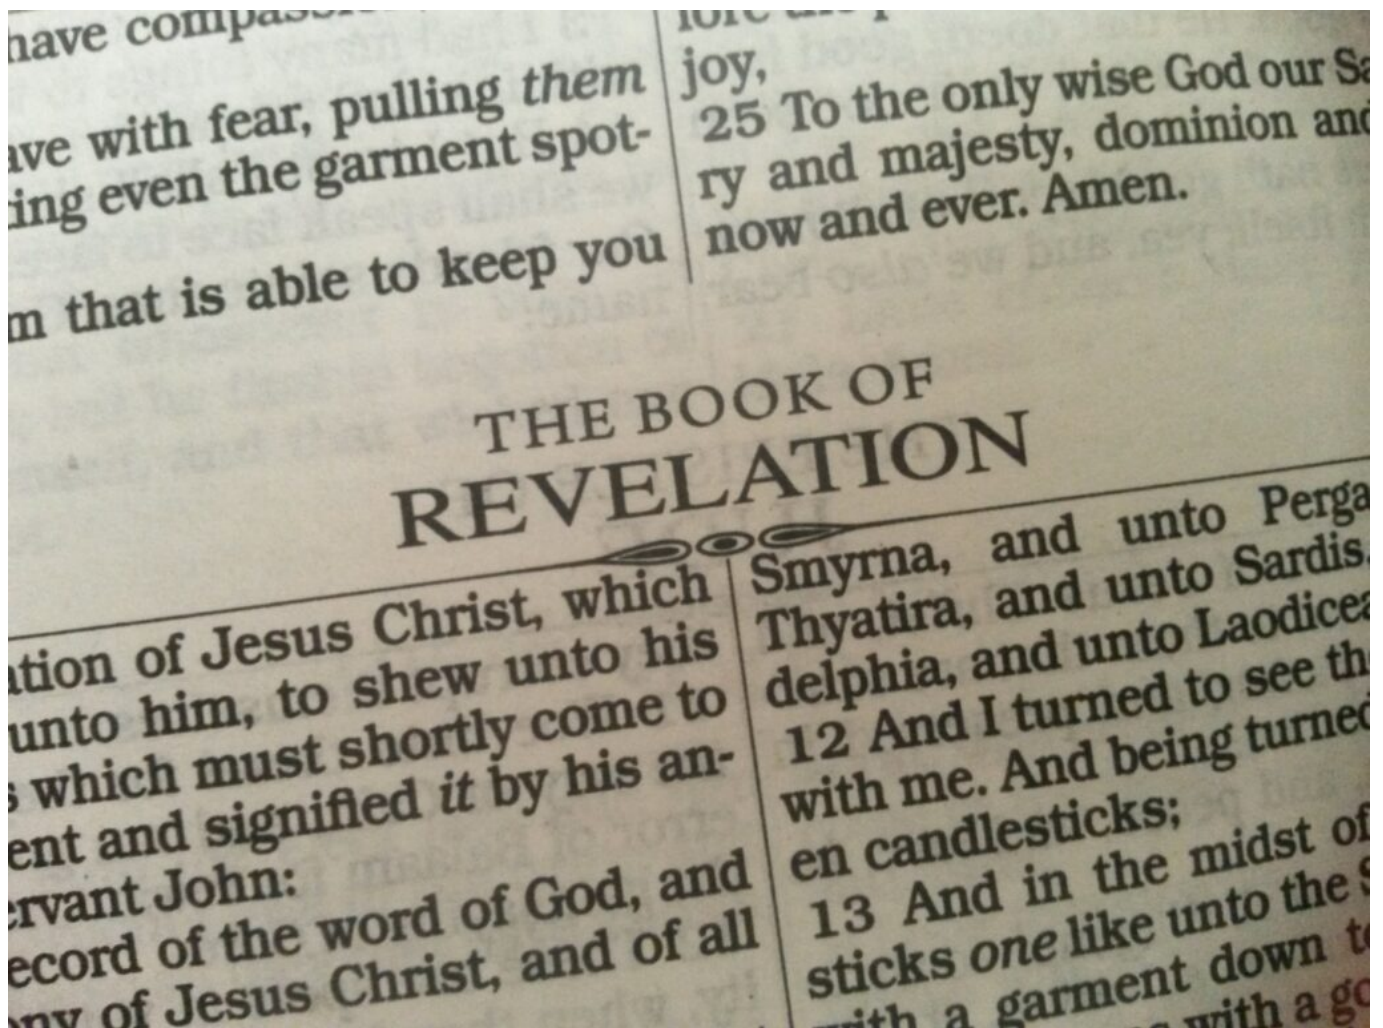 have compass
ave with fear, pulling them
ing even the garment spot-
m that is able to keep you
joy,
25 To the only wise God our Sa
ry and majesty, dominion and
now and ever. Amen.
THE BOOK OF
REVELATION
ation of Jesus Christ, which
unto him, to shew unto his
s which must shortly come to
ent and signified it by his an-
ervant John:
ecord of the word of God, and
ony of Jesus Christ, and of all
Smyrna, and unto Perga
Thyatira, and unto Sardis,
delphia, and unto Laodicea
12 And I turned to see th
with me. And being turned
en candlesticks;
13 And in the midst of
sticks one like unto the S
with a garment down to
with a go